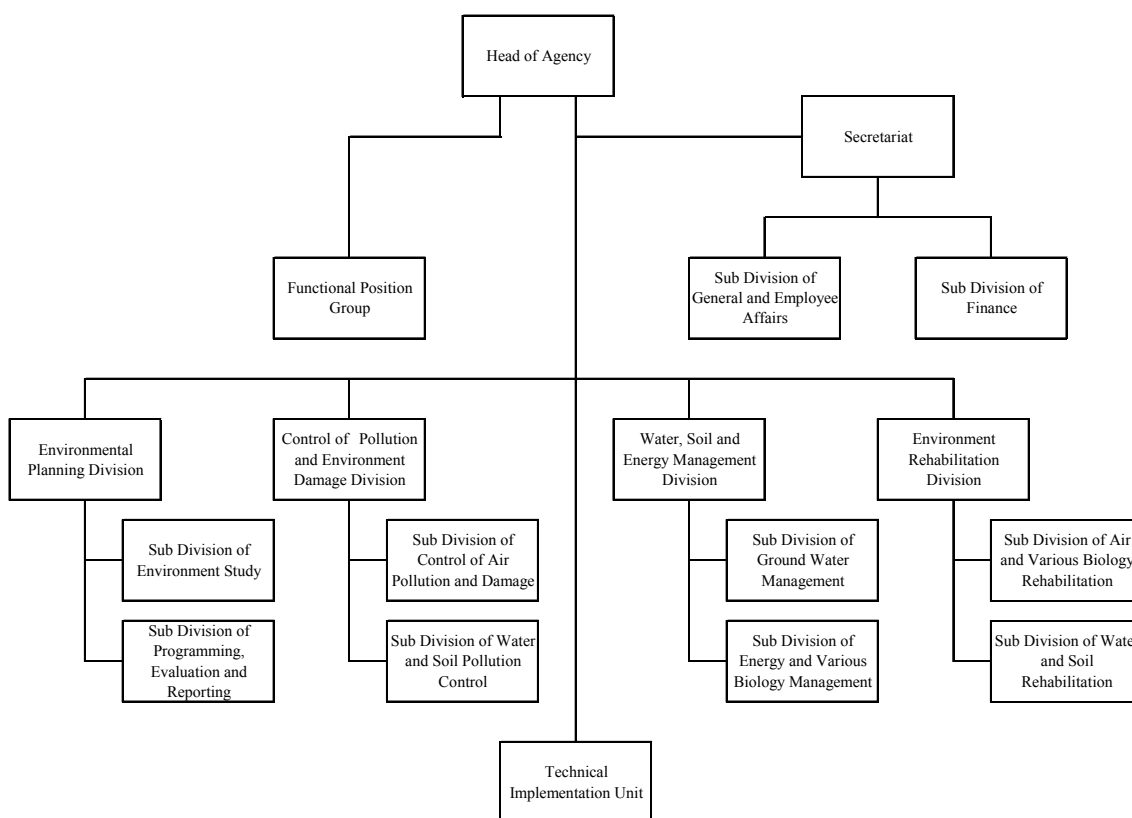 Head of Agency
Secretariat
Functional Position
Group
Sub Division of
General and Employee
Affairs
Sub Division of
Finance
Environmental
Planning Division
Control of Pollution
and Environment
Damage Division
Water, Soil and
Energy Management
Division
Environment
Rehabilitation
Division
Sub Division of
Environment Study
Sub Division of
Control of Air
Pollution and Damage
Sub Division of
Ground Water
Management
Sub Division of Air
and Various Biology
Rehabilitation
Sub Division of
Programming,
Evaluation and
Reporting
Sub Division of Water
and Soil Pollution
Control
Sub Division of
Energy and Various
Biology Management
Sub Division of Water
and Soil
Rehabilitation
Technical
Implementation Unit